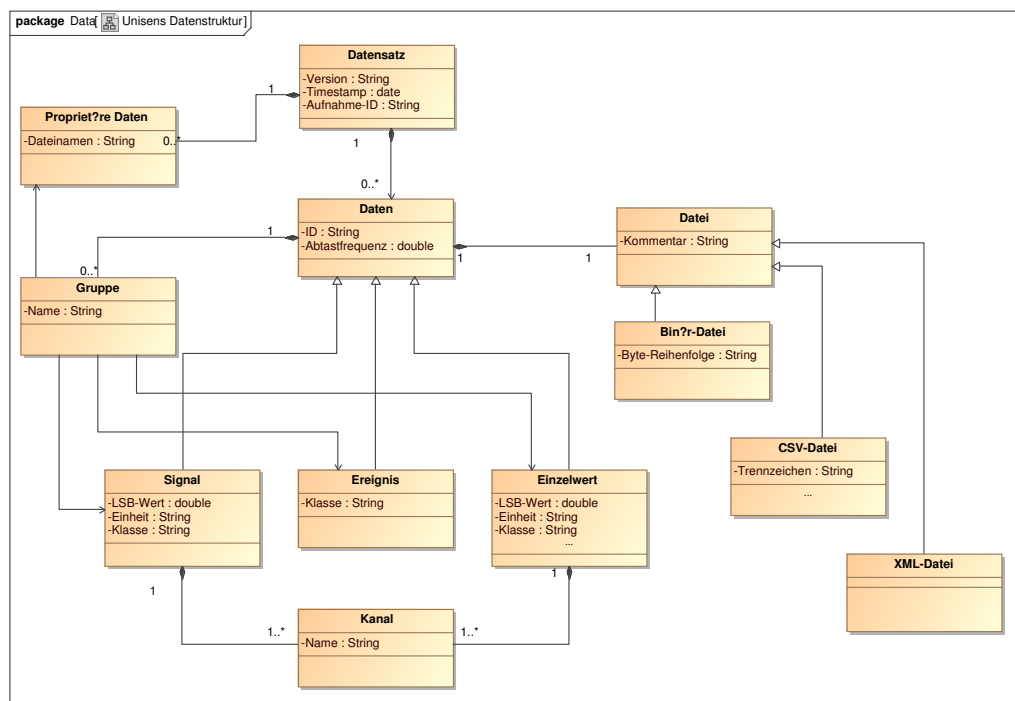 package Data[ Unisens Datenstruktur]
Datensatz
-Version : String
-Timestamp : date
-Aufnahme-ID : String
1
Propriet?re Daten
-Dateinamen : String
0..*
1
0..*
Daten
-ID : String
-Abtastfrequenz : double
1
0..*
1
1
Datei
-Kommentar : String
Gruppe
-Name : String
Bin?r-Datei
-Byte-Reihenfolge : String
CSV-Datei
-Trennzeichen : String
...
Signal
-LSB-Wert : double
-Einheit : String
-Klasse : String
Ereignis
-Klasse : String
Einzelwert
-LSB-Wert : double
-Einheit : String
-Klasse : String
...
XML-Datei
1
1
1..*
1..*
Kanal
-Name : String